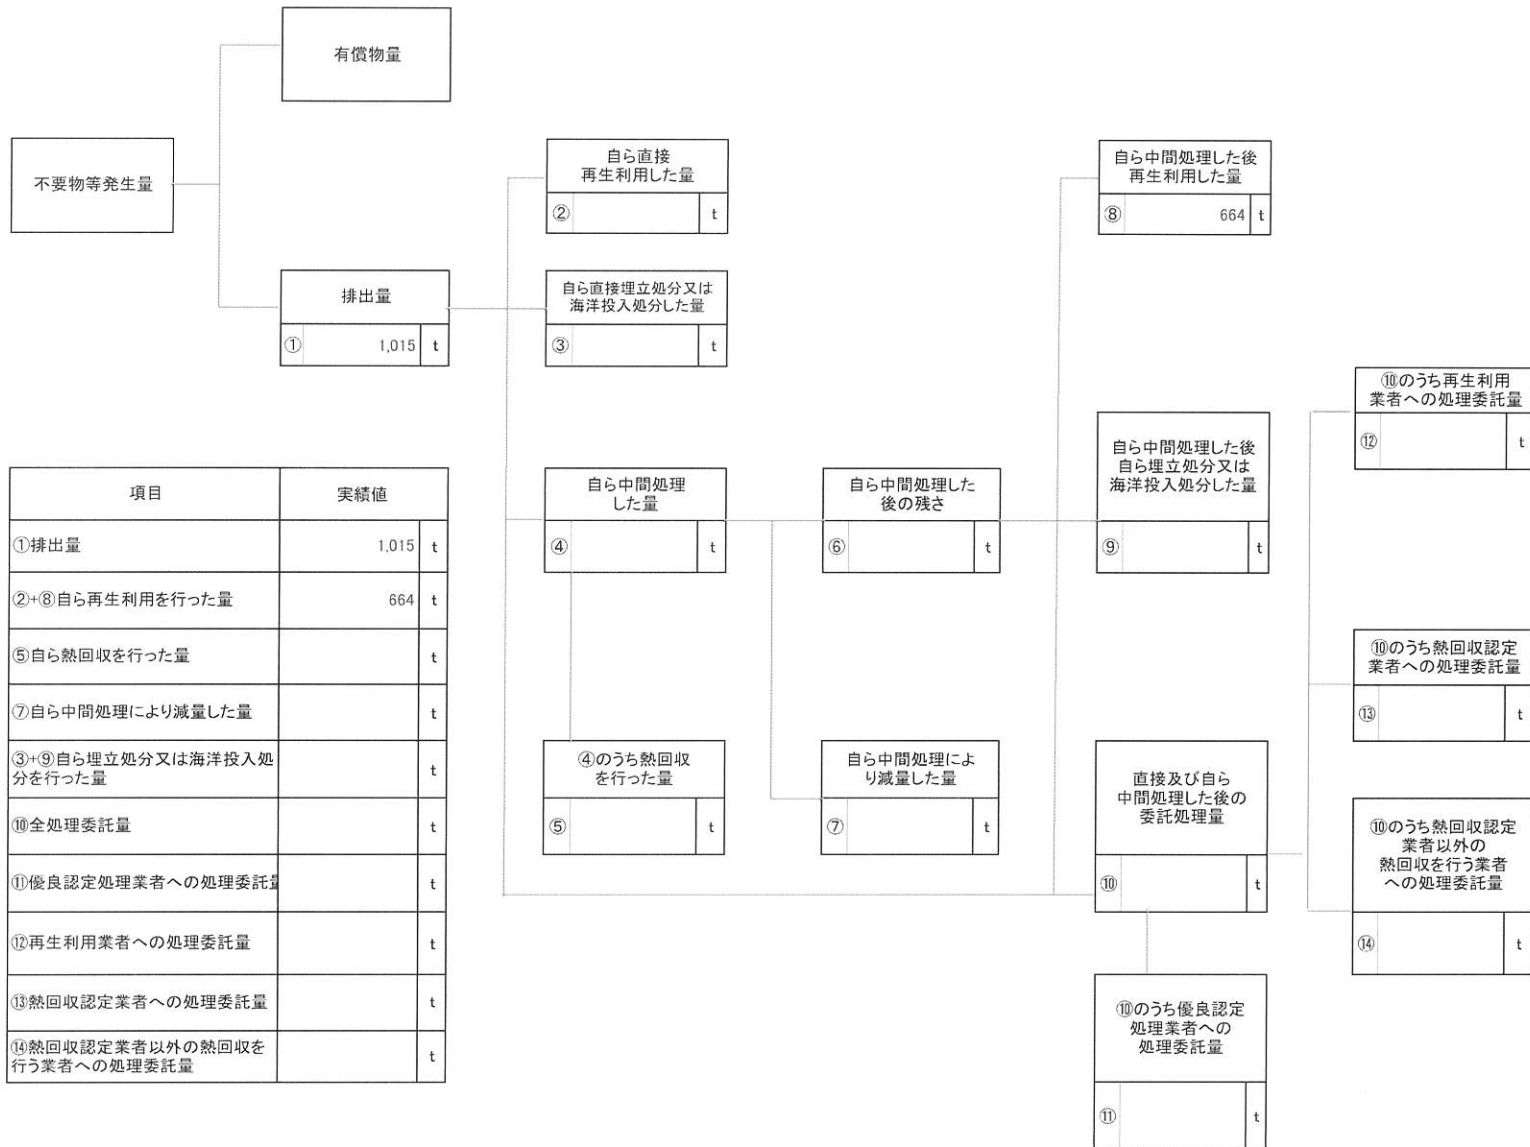 有償物量
不要物等発生量
排出量
① 1,015 t
自ら直接
再生利用した量
② t
自ら直接埋立処分又は
海洋投入処分した量
③ t
自ら中間処理した後
再生利用した量
⑧ 664 t
自ら中間処理
した量
④ t
自ら中間処理した
後の残さ
⑥ t
自ら中間処理した後
自ら埋立処分又は
海洋投入処分した量
⑨ t
⑩のうち再生利用
業者への処理委託量
⑫ t
⑩のうち熱回収認定
業者への処理委託量
⑬ t
④のうち熱回収
を行った量
⑤ t
自ら中間処理によ
り減量した量
⑦ t
直接及び自ら
中間処理した後の
委託処理量
⑩ t
⑩のうち熱回収認定
業者以外の
熱回収を行う業者
への処理委託量
⑭ t
⑩のうち優良認定
処理業者への
処理委託量
⑪ t
項目 実績値
①排出量 1,015 t
②+⑧自ら再生利用を行った量 664 t
⑤自ら熱回収を行った量 t
⑦自ら中間処理により減量した量 t
③+⑨自ら埋立処分又は海洋投入処
分を行った量 t
⑩全処理委託量 t
⑪優良認定処理業者への処理委託量 t
⑫再生利用業者への処理委託量 t
⑬熱回収認定業者への処理委託量 t
⑭熱回収認定業者以外の熱回収を
行う業者への処理委託量 t